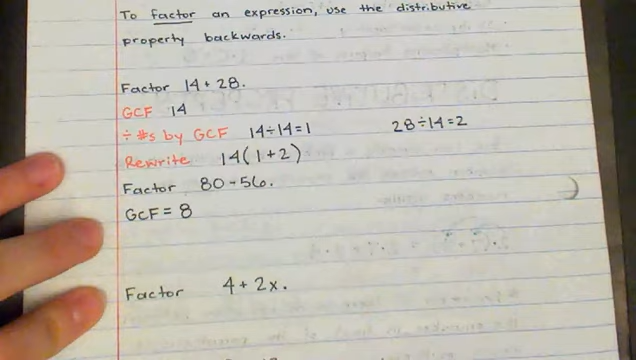 To factor an expression, use the distributive
property backwards.
Factor 14 + 28.
GCF 14
÷ #s by GCF 14÷14=1 28÷14=2
Rewrite 14(1+2)
Factor 80-56.
GCF = 8
Factor 4 + 2x.